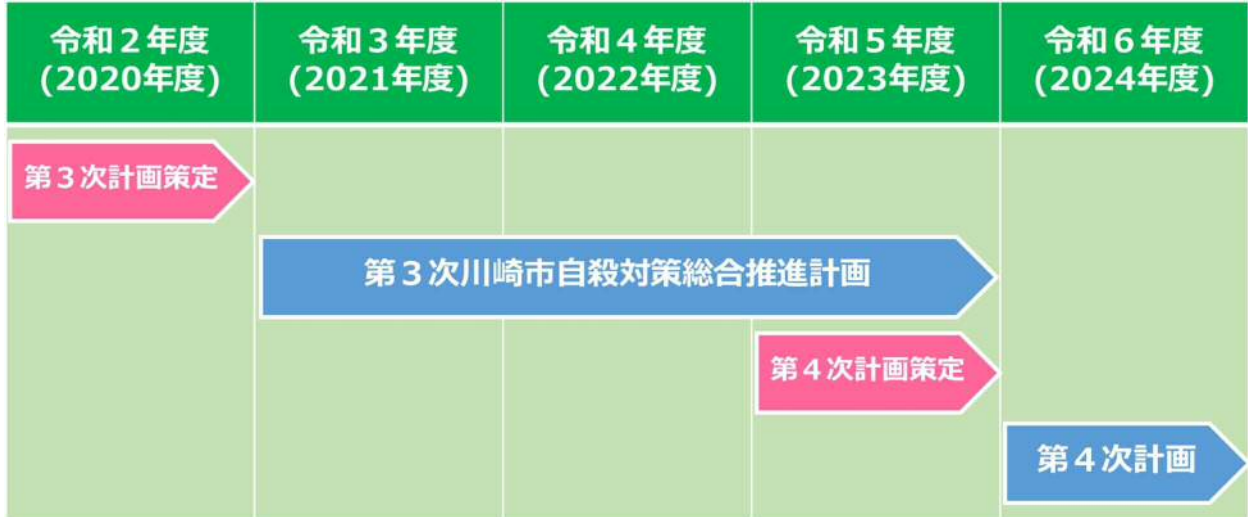 令和２年度
(2020年度)
令和３年度
(2021年度)
令和４年度
(2022年度)
令和５年度
(2023年度)
令和６年度
(2024年度)
第３次計画策定
第３次川崎市自殺対策総合推進計画
第４次計画策定
第４次計画